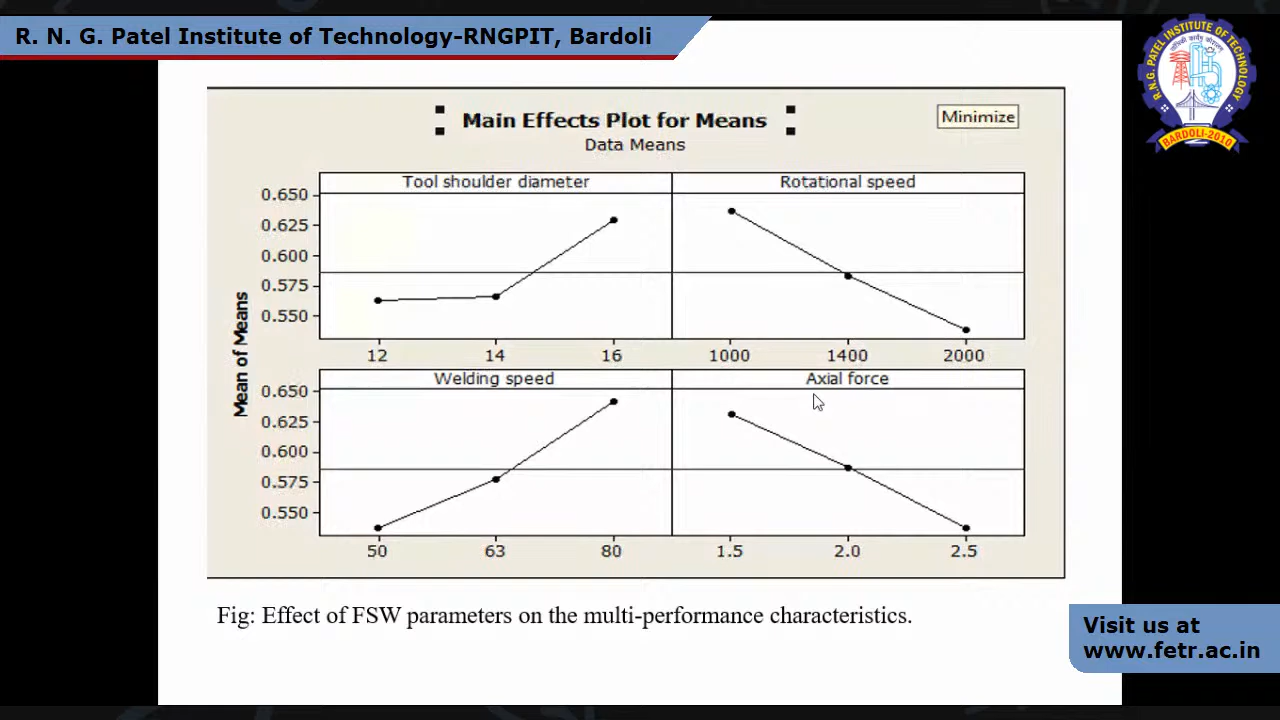 R. N. G. Patel Institute of Technology-RNGPIT, Bardoli
R.N.G. PATEL INSTITUTE OF TECHNOLOGY
BARDOLI-2010
Main Effects Plot for Means
Minimize
Data Means
Mean of Means
Tool shoulder diameter
Rotational speed
0.650
0.625
0.600
0.575
0.550
12 14 16 1000 1400 2000
Welding speed
Axial force
0.650
0.625
0.600
0.575
0.550
50 63 80 1.5 2.0 2.5
Fig: Effect of FSW parameters on the multi-performance characteristics.
Visit us at
www.fetr.ac.in